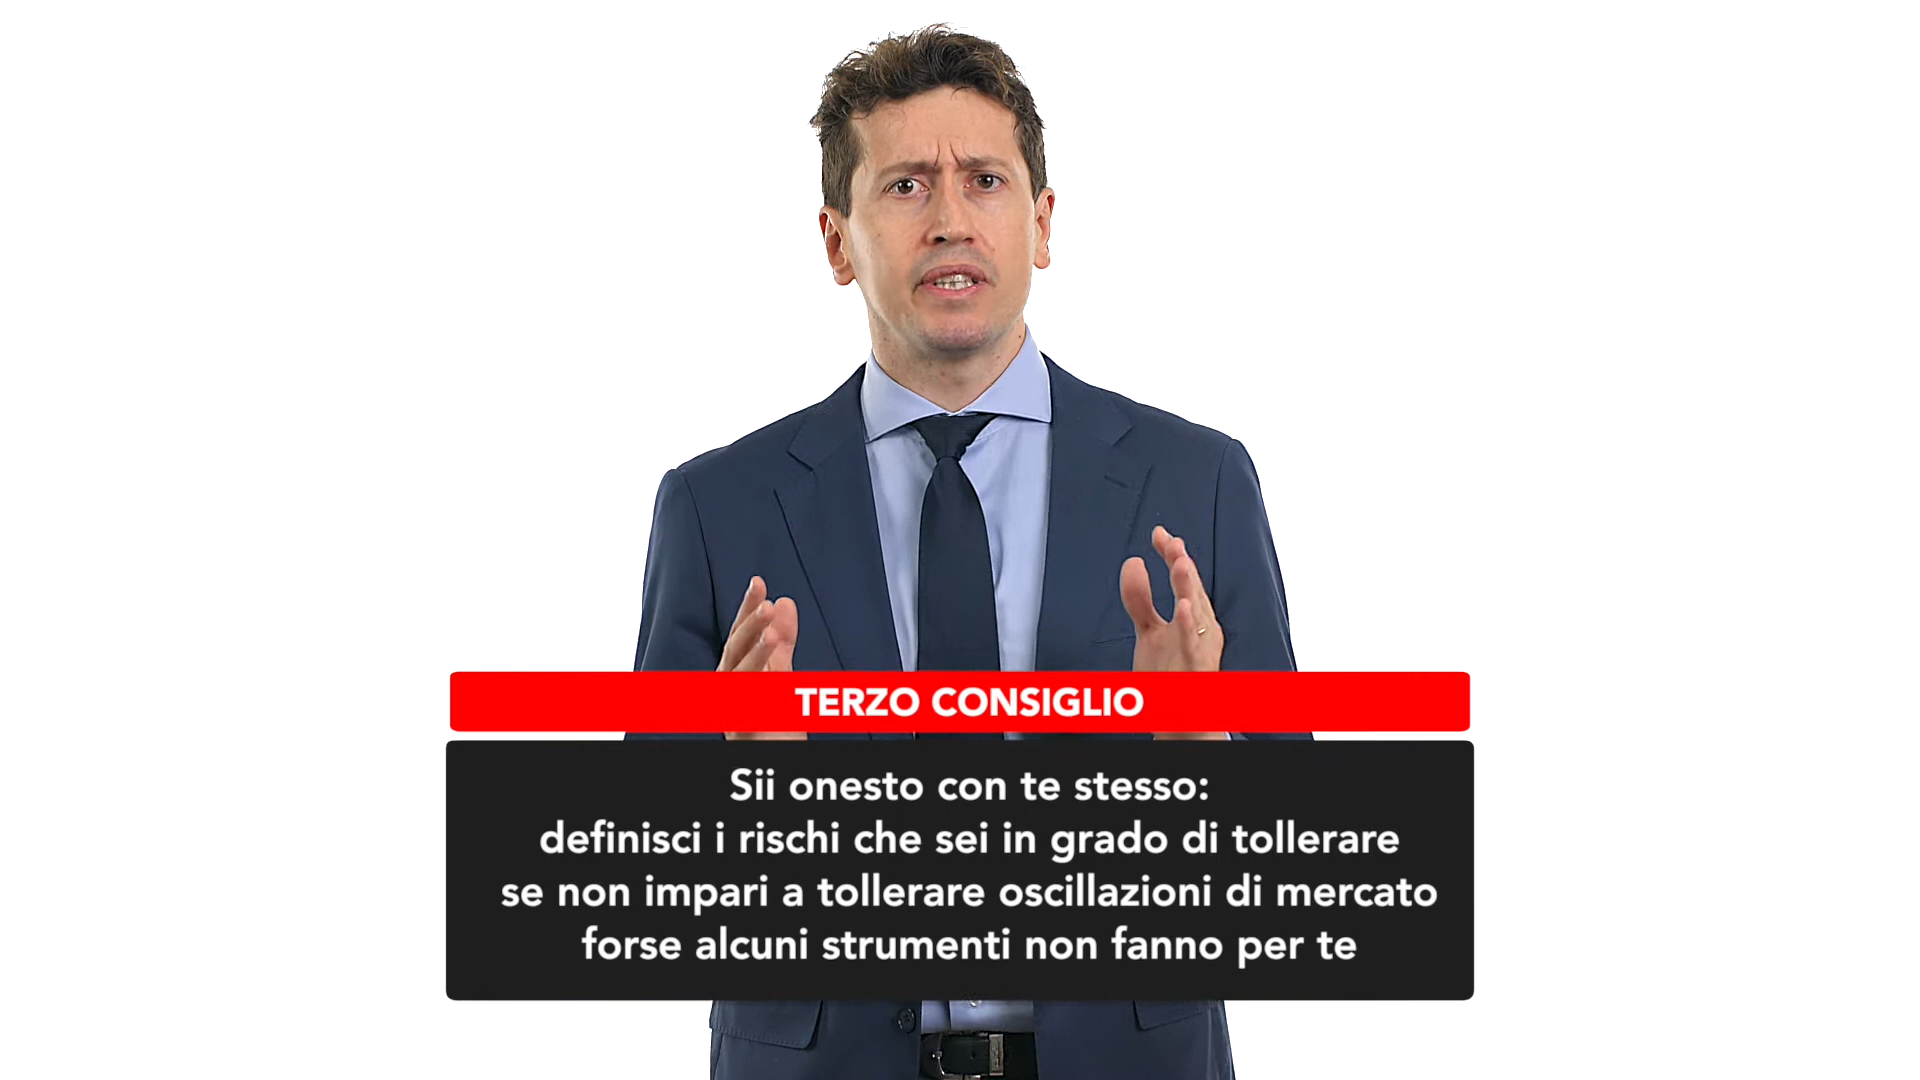 TERZO CONSIGLIO
Sii onesto con te stesso:
definisci i rischi che sei in grado di tollerare
se non impari a tollerare oscillazioni di mercato
forse alcuni strumenti non fanno per te